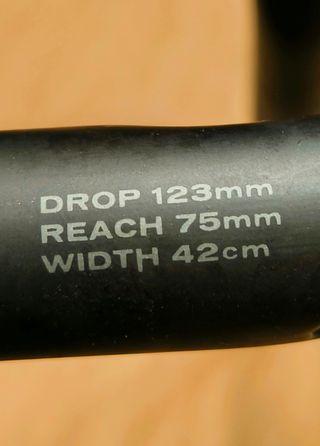 DROP 123mm
REACH 75mm
WIDTH 42cm